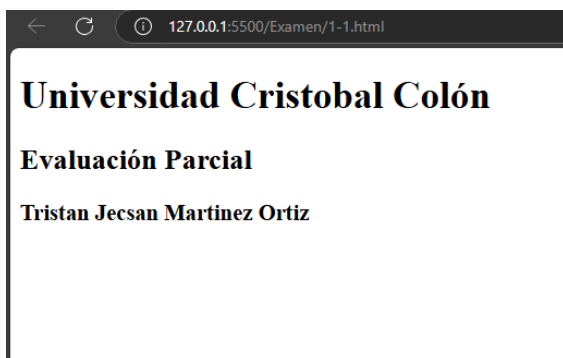 127.0.0.1:5500/Examen/1-1.html
Universidad Cristobal Colón
Evaluación Parcial
Tristan Jecsan Martinez Ortiz